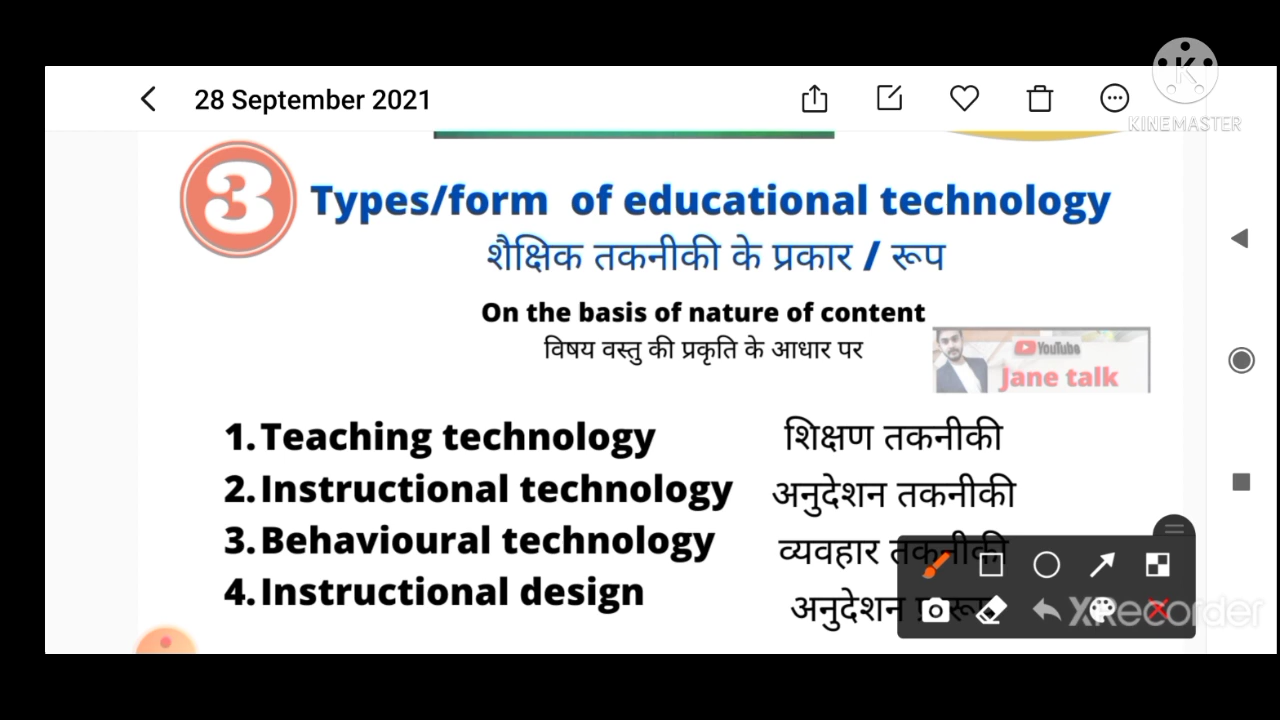 28 September 2021
KINEMASTER
3 Types/form of educational technology
शैक्षिक तकनीकी के प्रकार / रूप
On the basis of nature of content
विषय वस्तु की प्रकृति के आधार पर
YouTube
Jane talk
1. Teaching technology शिक्षण तकनीकी
2. Instructional technology अनुदेशन तकनीकी
3. Behavioural technology व्यवहार तकनीकी
4. Instructional design अनुदेशन
XRecorder